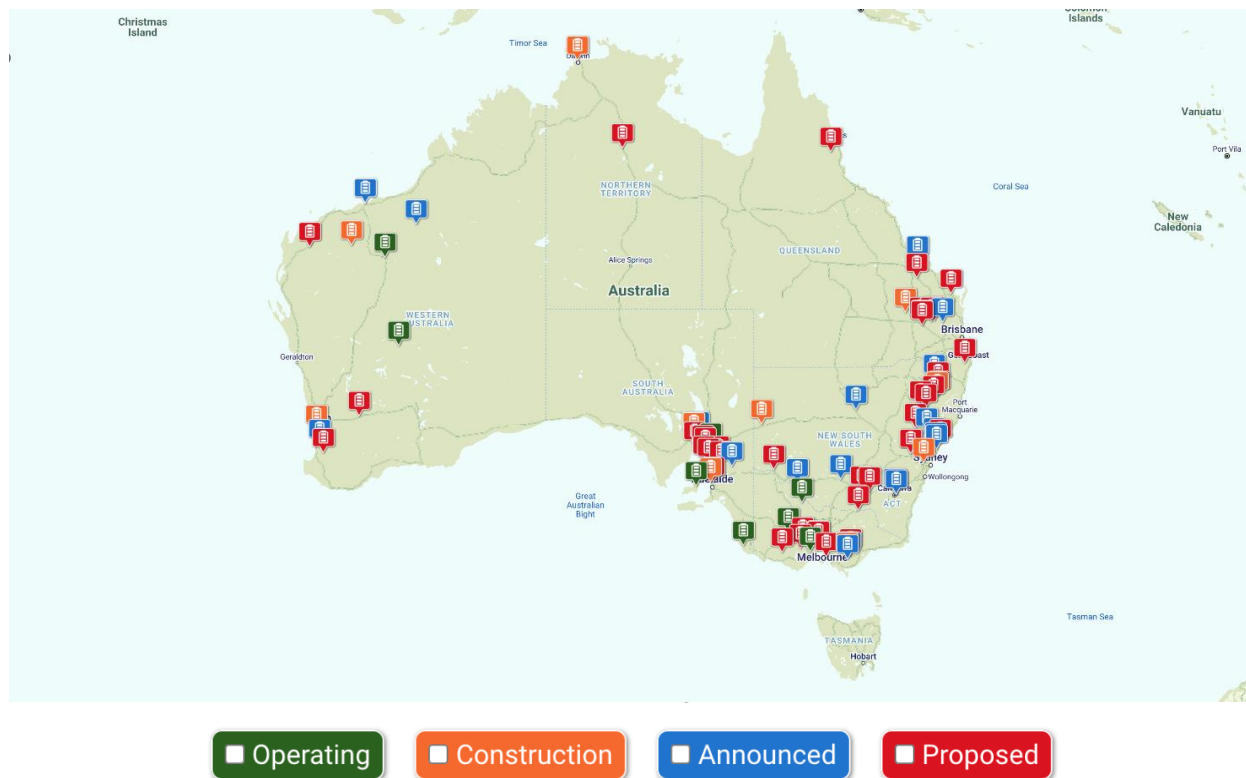 Christmas
Island
Solomon
Islands
Timor Sea
Vanuatu
Port Vila
NORTHERN
TERRITORY
Coral Sea
New
Caledonia
QUEENSLAND
Alice Springs
Australia
WESTERN
AUSTRALIA
Brisbane
Geraldton
SOUTH
AUSTRALIA
Port
Macquarie
NEW SOUTH
WALES
Sydney
Wollongong
ACT
Great
Australian
Bight
Melbourne
Tasman Sea
TASMANIA
Hobart
Operating
Construction
Announced
Proposed